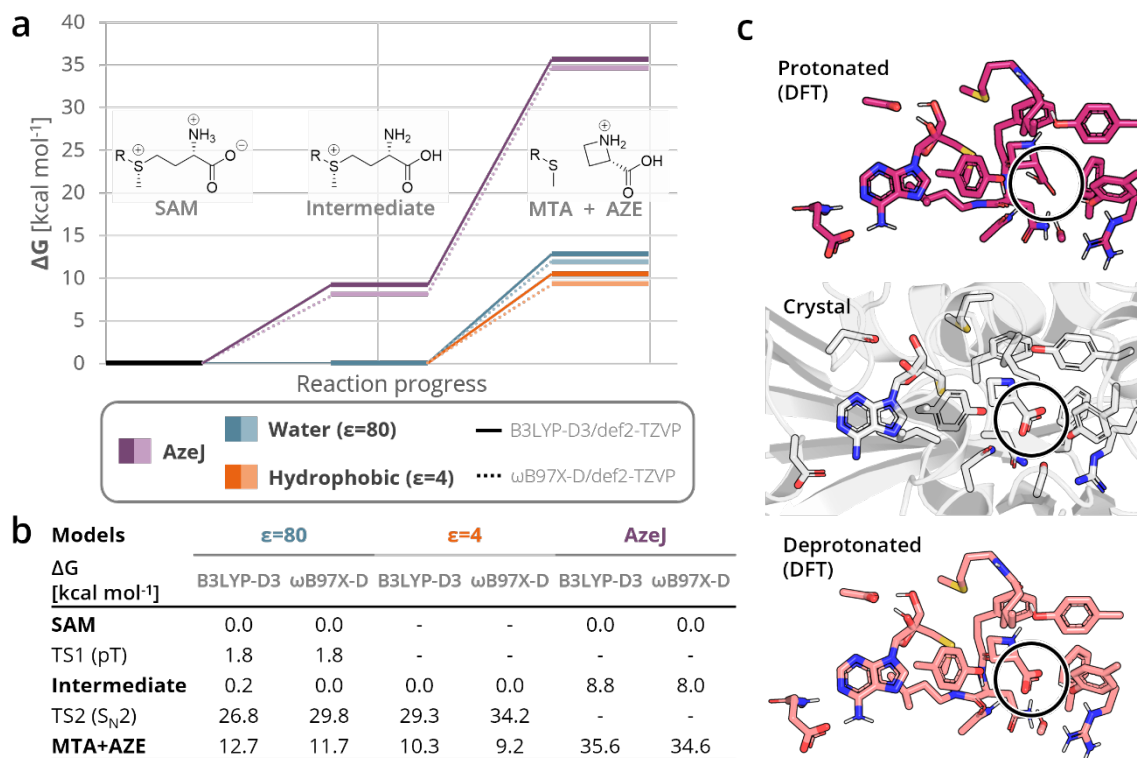 a
40
35
30
25
20
15
10
5
0
ΔG [kcal mol⁻¹]
R S⊕ ⊕NH₃ O⊖ O
SAM
R S⊕ NH₂ OH O
Intermediate
R S ⊕NH₂ OH O
MTA + AZE
Reaction progress
AzeJ
Water (ε=80)
Hydrophobic (ε=4)
B3LYP-D3/def2-TZVP
ωB97X-D/def2-TZVP
b
Models ε=80 ε=4 AzeJ
ΔG
[kcal mol⁻¹] B3LYP-D3 ωB97X-D B3LYP-D3 ωB97X-D B3LYP-D3 ωB97X-D
SAM 0.0 0.0 - - 0.0 0.0
TS1 (pT) 1.8 1.8 - - - -
Intermediate 0.2 0.0 0.0 0.0 8.8 8.0
TS2 (SN2) 26.8 29.8 29.3 34.2 - -
MTA+AZE 12.7 11.7 10.3 9.2 35.6 34.6
c
Protonated
(DFT)
Crystal
Deprotonated
(DFT)